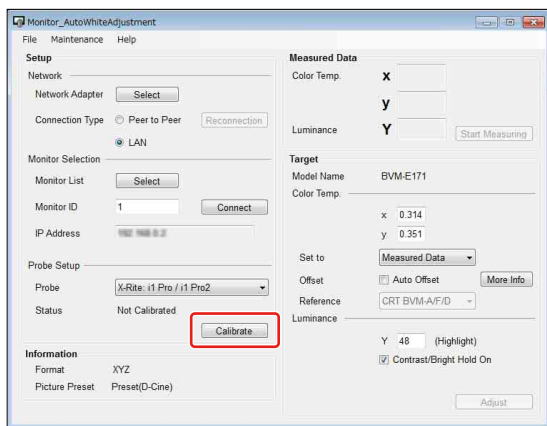 Monitor_AutoWhiteAdjustment
File Maintenance Help
Setup
Network
Network Adapter Select
Connection Type Peer to Peer Reconnection
LAN
Monitor Selection
Monitor List Select
Monitor ID 1 Connect
IP Address
Probe Setup
Probe X-Rite: i1 Pro / i1 Pro2
Status Not Calibrated
Calibrate
Information
Format XYZ
Picture Preset Preset(D-Cine)
Measured Data
Color Temp. x
y
Luminance Y Start Measuring
Target
Model Name BVM-E171
Color Temp.
x 0.314
y 0.351
Set to Measured Data
Offset Auto Offset More Info
Reference CRT BVM-A/F/D
Luminance
Y 48 (Highlight)
Contrast/Bright Hold On
Adjust